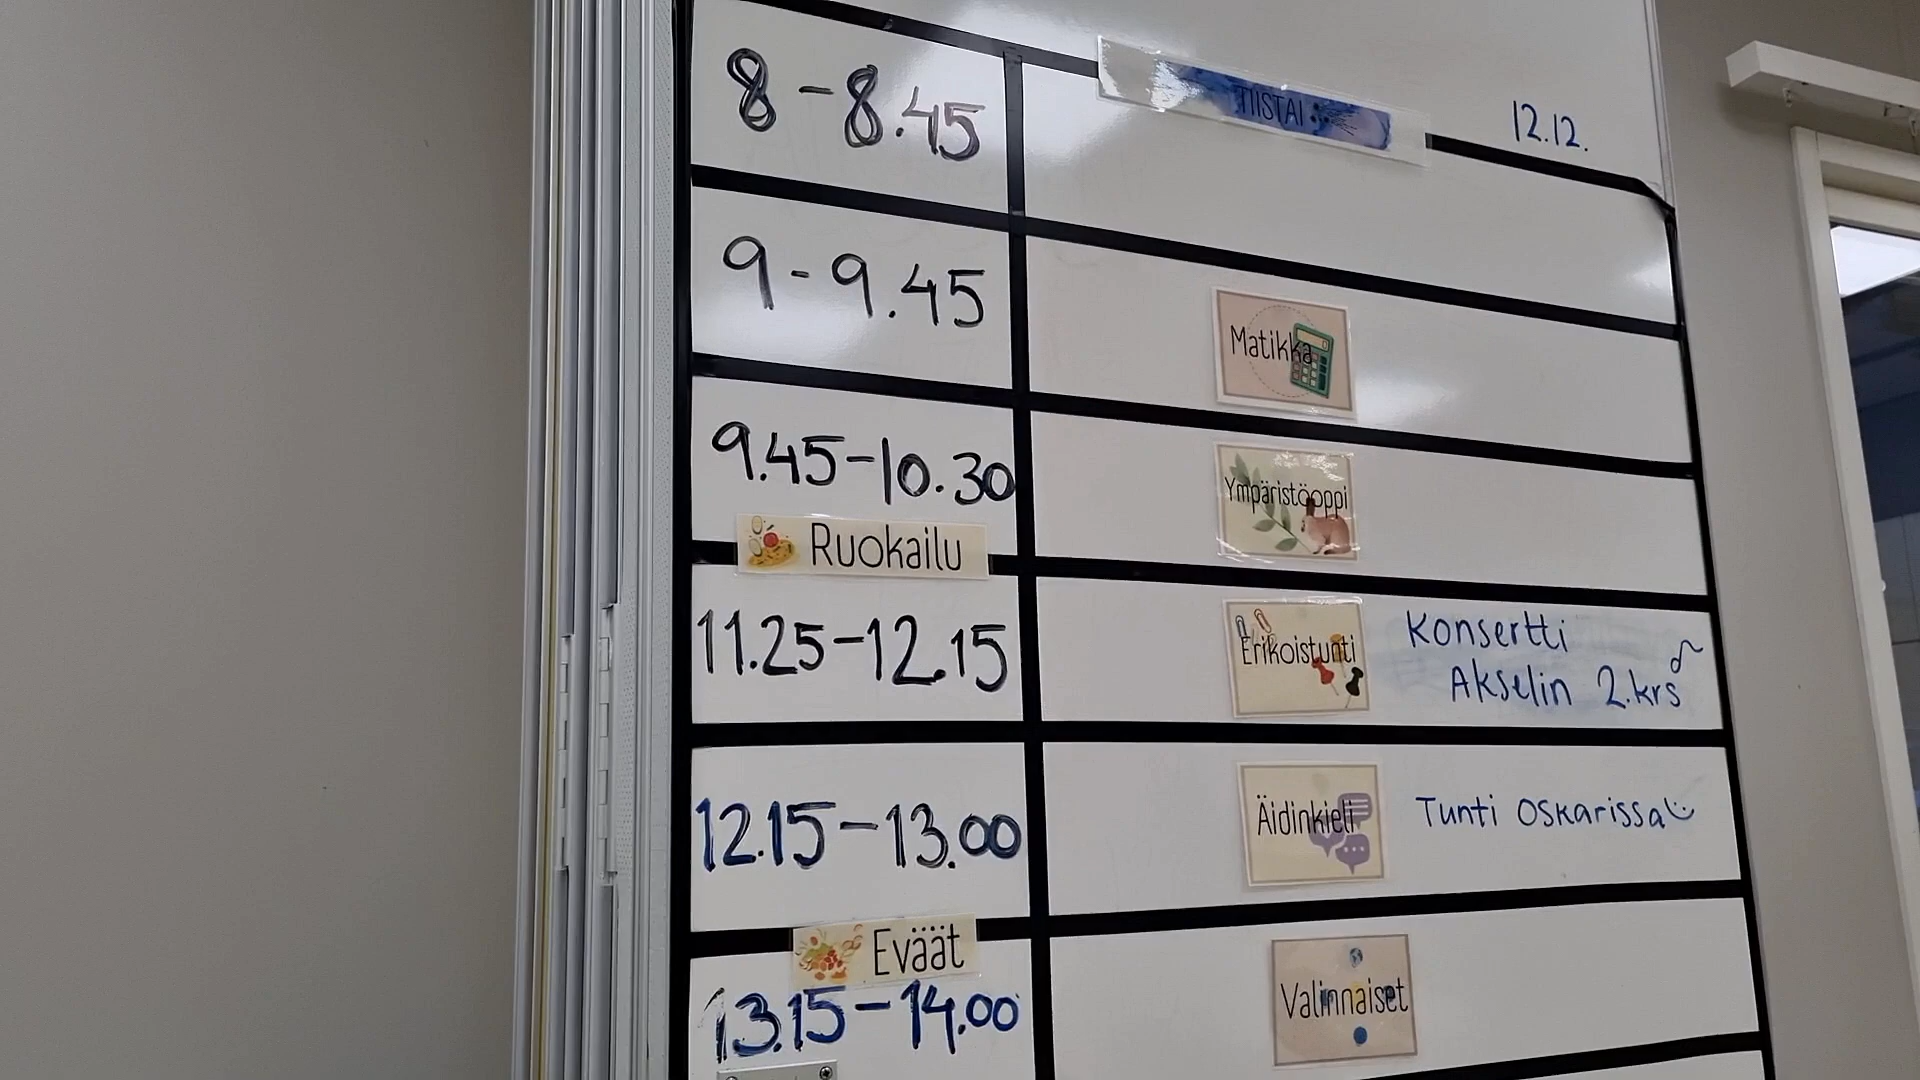 8-8.45
TIISTAI
12.12.
9-9.45
Matikka
9.45-10.30
Ympäristöoppi
Ruokailu
11.25-12.15
Erikoistunti
Konsertti
Akselin 2.krs
12.15-13.00
Äidinkieli
Tunti Oskarissa
Eväät
13.15-14.00
Valinnaiset